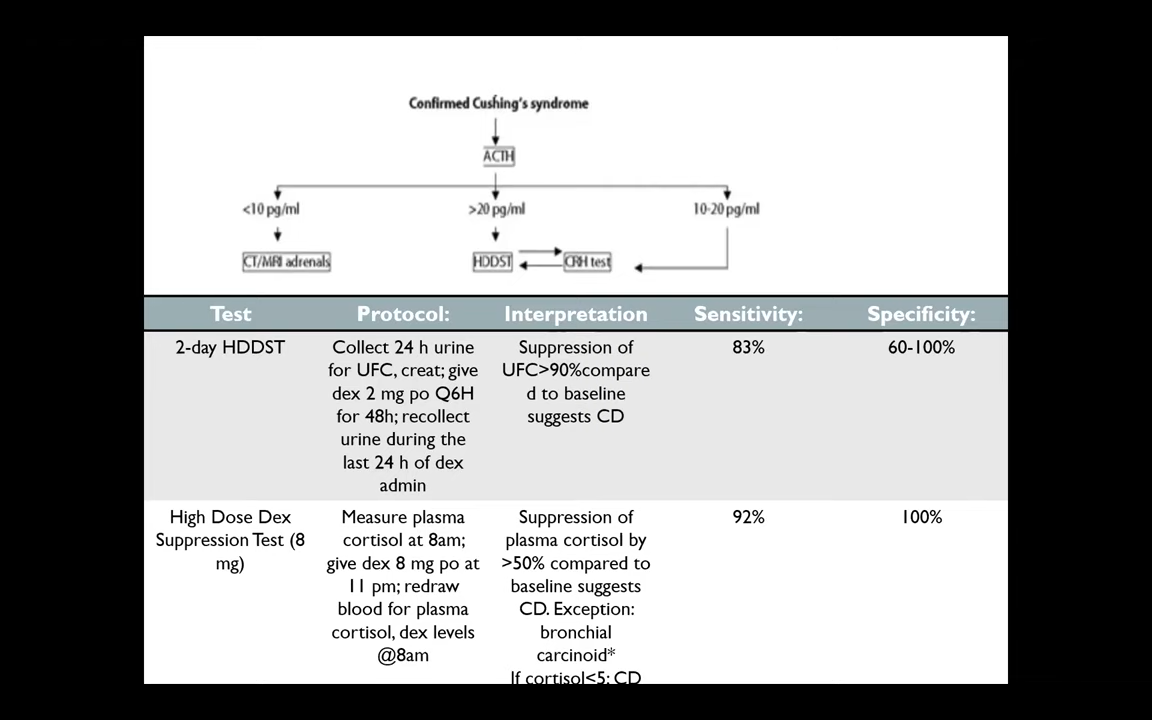 Confirmed Cushing's syndrome
ACTH
<10 pg/ml
>20 pg/ml
10-20 pg/ml
CT/MRI adrenals
HDDST
CRH test
Test
Protocol:
Interpretation
Sensitivity:
Specificity:
2-day HDDST
Collect 24 h urine
for UFC, creat; give
dex 2 mg po Q6H
for 48h; recollect
urine during the
last 24 h of dex
admin
Suppression of
UFC>90%compare
d to baseline
suggests CD
83%
60-100%
High Dose Dex
Suppression Test (8
mg)
Measure plasma
cortisol at 8am;
give dex 8 mg po at
11 pm; redraw
blood for plasma
cortisol, dex levels
@8am
Suppression of
plasma cortisol by
>50% compared to
baseline suggests
CD. Exception:
bronchial
carcinoid*
If cortisol<5: CD
92%
100%